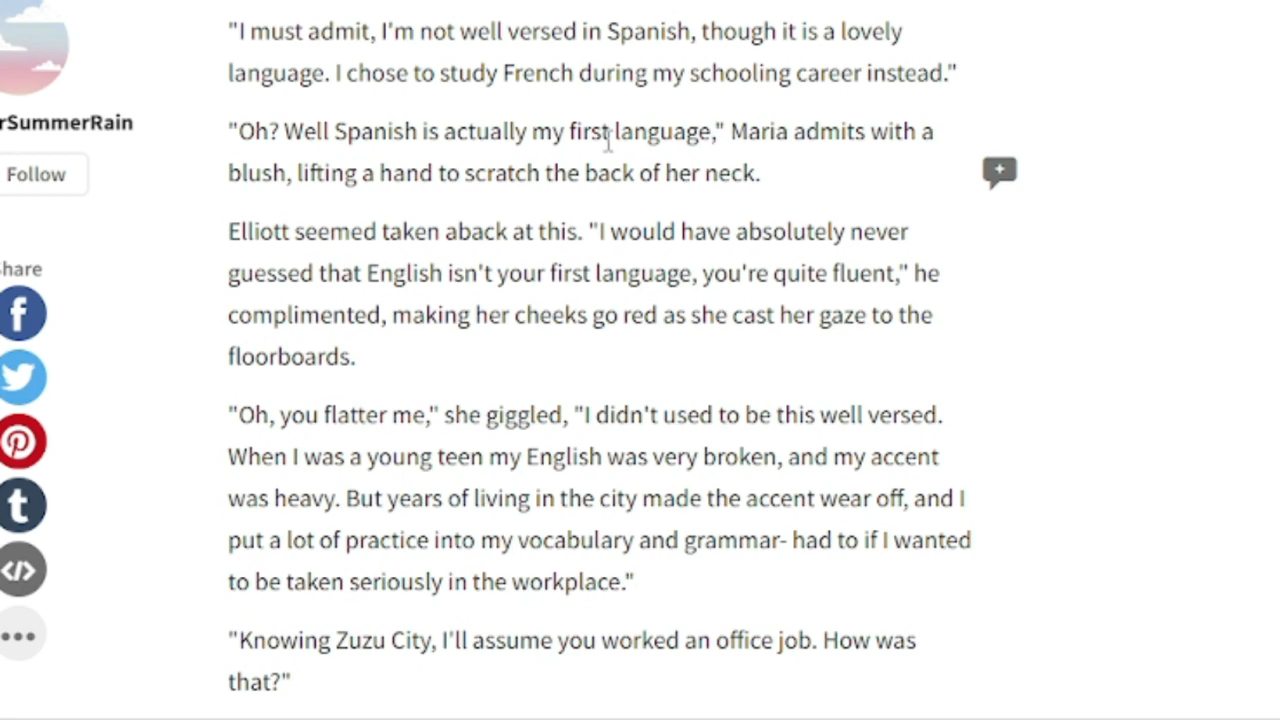 "I must admit, I'm not well versed in Spanish, though it is a lovely
language. I chose to study French during my schooling career instead."
rSummerRain
"Oh? Well Spanish is actually my first language," Maria admits with a
blush, lifting a hand to scratch the back of her neck.
Follow
Elliott seemed taken aback at this. "I would have absolutely never
guessed that English isn't your first language, you're quite fluent," he
complimented, making her cheeks go red as she cast her gaze to the
floorboards.
Share
"Oh, you flatter me," she giggled, "I didn't used to be this well versed.
When I was a young teen my English was very broken, and my accent
was heavy. But years of living in the city made the accent wear off, and I
put a lot of practice into my vocabulary and grammar- had to if I wanted
to be taken seriously in the workplace."
"Knowing Zuzu City, I'll assume you worked an office job. How was
that?"